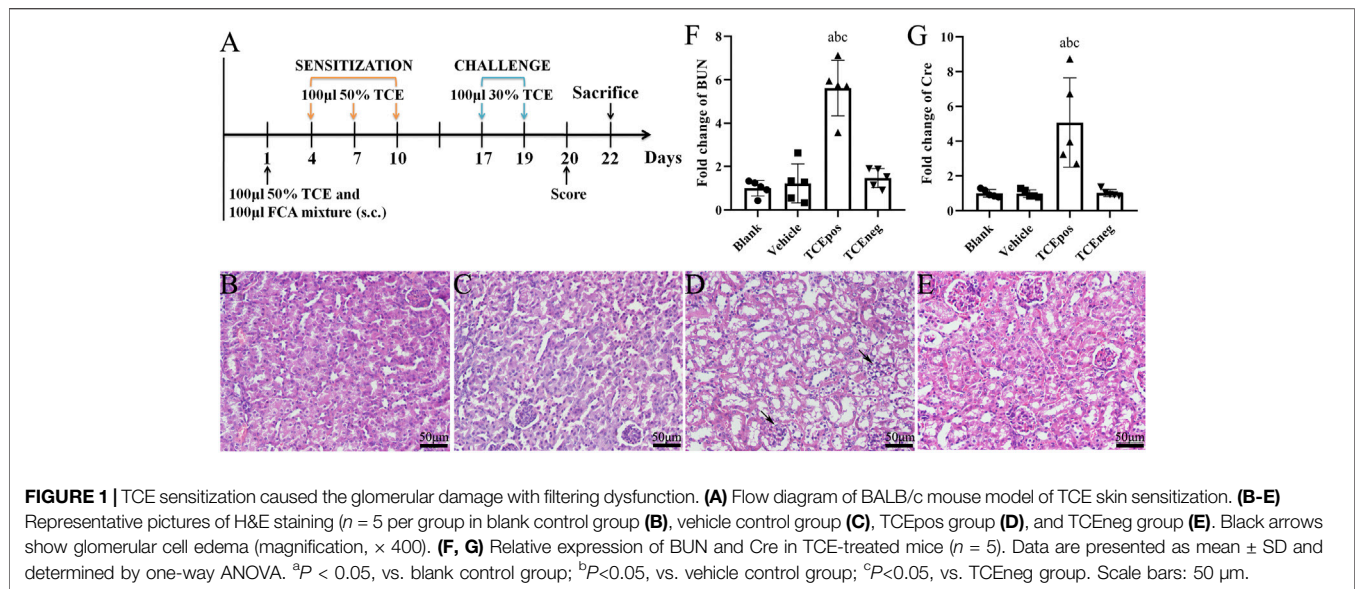 A
SENSITIZATION
CHALLENGE
100µl 50% TCE
100µl 30% TCE
Sacrifice
1 4 7 10 17 19 20 22 Days
100µl 50% TCE and
100µl FCA mixture (s.c.)
Score
F
Fold change of BUN
8
6
4
2
0
abc
Blank
Vehicle
TCEpos
TCEneg
G
Fold change of Cre
10
8
6
4
2
0
abc
Blank
Vehicle
TCEpos
TCEneg
B
50µm
C
50µm
D
50µm
E
50µm
FIGURE 1 | TCE sensitization caused the glomerular damage with filtering dysfunction. (A) Flow diagram of BALB/c mouse model of TCE skin sensitization. (B-E)
Representative pictures of H&E staining (n = 5 per group in blank control group (B), vehicle control group (C), TCEpos group (D), and TCEneg group (E). Black arrows
show glomerular cell edema (magnification, × 400). (F, G) Relative expression of BUN and Cre in TCE-treated mice (n = 5). Data are presented as mean ± SD and
determined by one-way ANOVA. aP < 0.05, vs. blank control group; bP<0.05, vs. vehicle control group; cP<0.05, vs. TCEneg group. Scale bars: 50 µm.